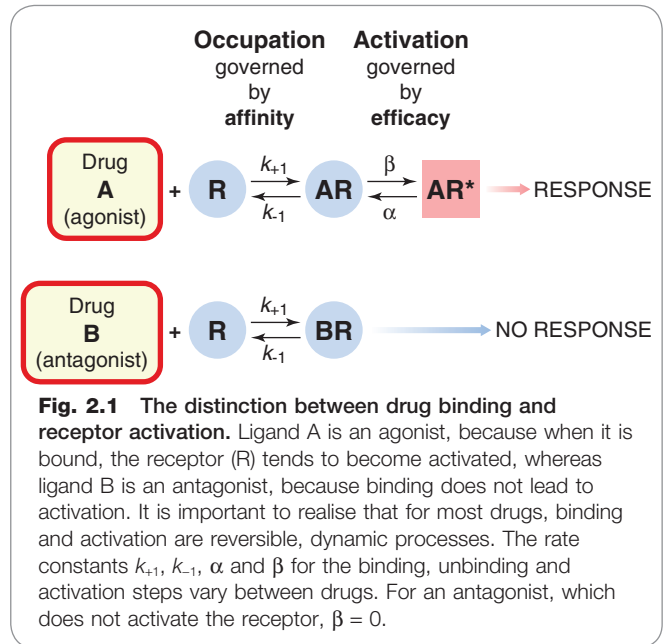 Occupation Activation
governed governed
by by
affinity efficacy
Drug
A
(agonist)
+ R k+1 k-1 AR β α AR* RESPONSE
Drug
B
(antagonist)
+ R k+1 k-1 BR NO RESPONSE
Fig. 2.1 The distinction between drug binding and
receptor activation. Ligand A is an agonist, because when it is
bound, the receptor (R) tends to become activated, whereas
ligand B is an antagonist, because binding does not lead to
activation. It is important to realise that for most drugs, binding
and activation are reversible, dynamic processes. The rate
constants k+1, k−1, α and β for the binding, unbinding and
activation steps vary between drugs. For an antagonist, which
does not activate the receptor, β = 0.